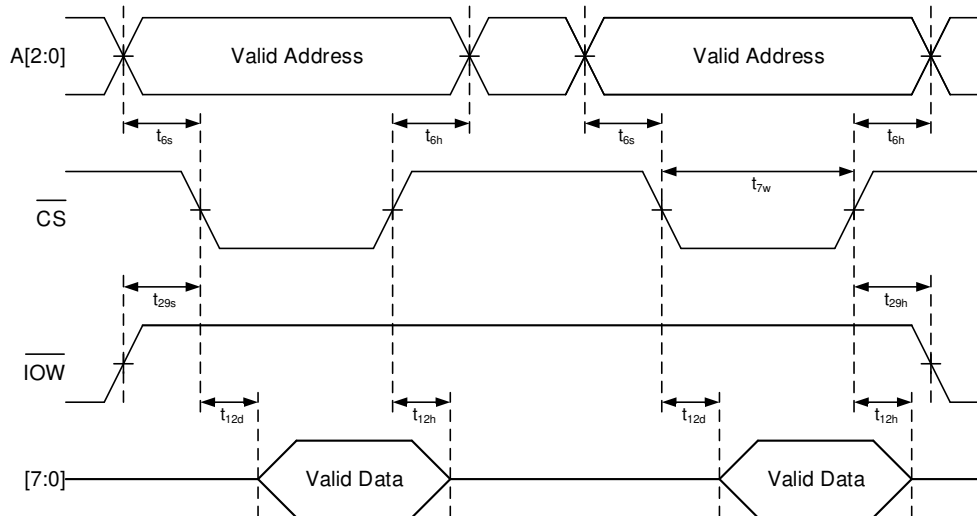 A[2:0] Valid Address Valid Address
t6s t6h t6s t6h
CS t7w
t29s t29h
IOW
t12d t12h t12d t12h
[7:0] Valid Data Valid Data